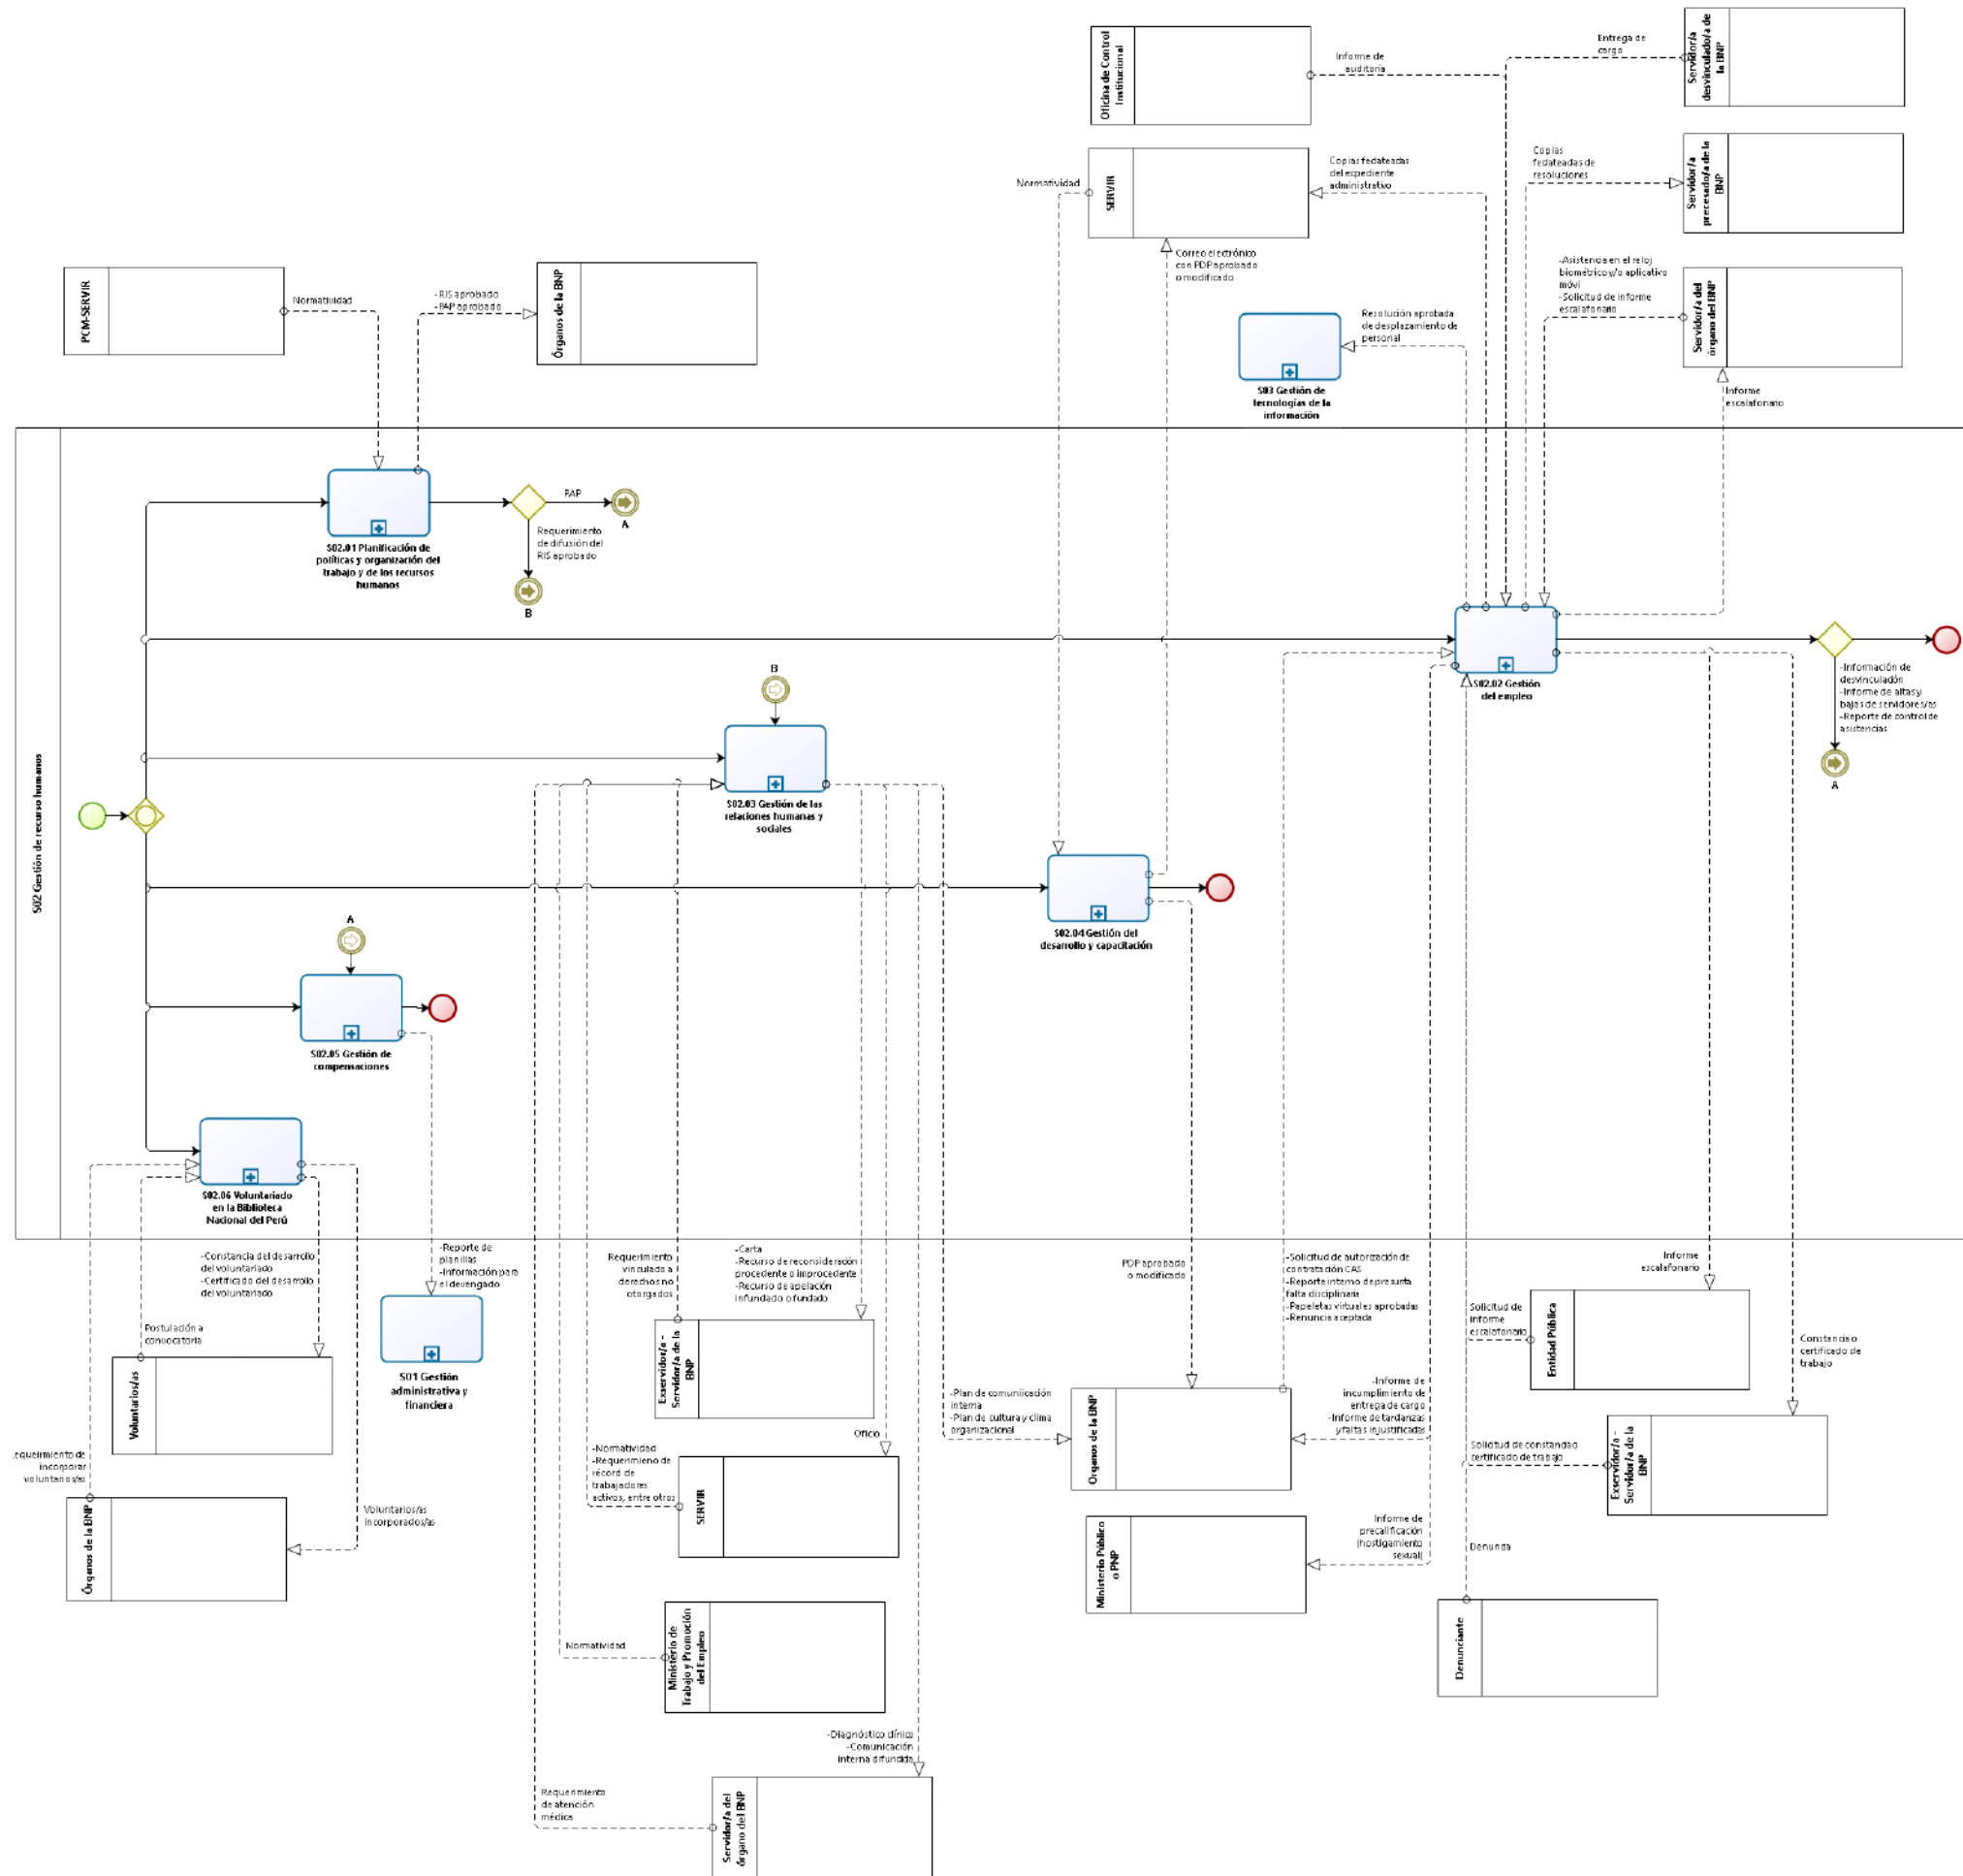 Oficina de Control
Institucional
Informe de
auditoría
Entrega de
cargo
Servidor/a
desvinculado/a de
la BNP
SERVIR
Normatividad
Copias fedateadas
del expediente
administrativo
Copias
fedateadas de
resoluciones
Servidor/a
precesado/a de la
BNP
Correo electrónico
con PDP aprobado
o modificado
-Asistencia en el reloj
biométrico y/o aplicativo
móvi
-Solicitud de informe
escalafonario
Servidor/a del
órgano del BNP
PCM-SERVIR
Normatividad
-RIS aprobado
-PAP aprobado
Órganos de la BNP
Resolución aprobada
de desplazamiento de
personal
S03 Gestión de
tecnologías de la
información
Informe
escalafonario
S02 Gestión de recurso humanos
S02.01 Planificación de
políticas y organización del
trabajo y de los recursos
humanos
PAP
A
Requerimiento
de difusión del
RIS aprobado
B
B
S02.03 Gestión de las
relaciones humanas y
sociales
S02.02 Gestión
del empleo
-Información de
desvinculación
-Informe de altas y
bajas de servidores/as
-Reporte de control de
asistencias
A
S02.04 Gestión del
desarrollo y capacitación
A
S02.05 Gestión de
compensaciones
S02.06 Voluntariado
en la Biblioteca
Nacional del Perú
-Constancia del desarrollo
del voluntariado
-Certificado del desarrollo
del voluntariado
-Reporte de
planillas
-Información para
el devengado
Requerimiento
vinculado a
derechos no
otorgados
-Carta
-Recurso de reconsideración
procedente o improcedente
-Recurso de apelación
infundado o fundado
PDP aprobado
o modificado
-Solicitud de autorización de
contratación CAS
-Reporte interno de presunta
falta disciplinaria
-Papeletas virtuales aprobadas
-Renuncia aceptada
Informe
escalafonario
Postulación a
convocatoria
Voluntarios/as
S01 Gestión
administrativa y
financiera
Exservidor/a -
Servidor/a de la
BNP
Solicitud de
informe
escalafonario
Entidad Pública
Constancia o
certificado de
trabajo
-Plan de comuniicación
interna
-Plan de cultura y clima
organizacional
Organos de la BNP
-Informe de
incumplimiento de
entrega de cargo
-Informe de tardanzas
y faltas injustificadas
Oficio
-Normatividad
-Requerimieno de
récord de
trabajadores
activos, entre otros
SERVIR
Solicitud de constancia o
certificado de trabajo
Exservidor/a -
Servidor/a de la
BNP
incorporar
voluntarios/as
Órganos de la BNP
Voluntarios/as
incorporados/as
Ministerio Público
o PNP
Informe de
precalificación
(hostigamiento
sexual)
Denuncia
Denunciante
Normatividad
Ministerio de
Trabajo y Promoción
del Empleo
-Diagnóstico clínico
-Comunicación
interna difundida
Requerimiento
de atención
médica
Servidor/a del
órgano del BNP